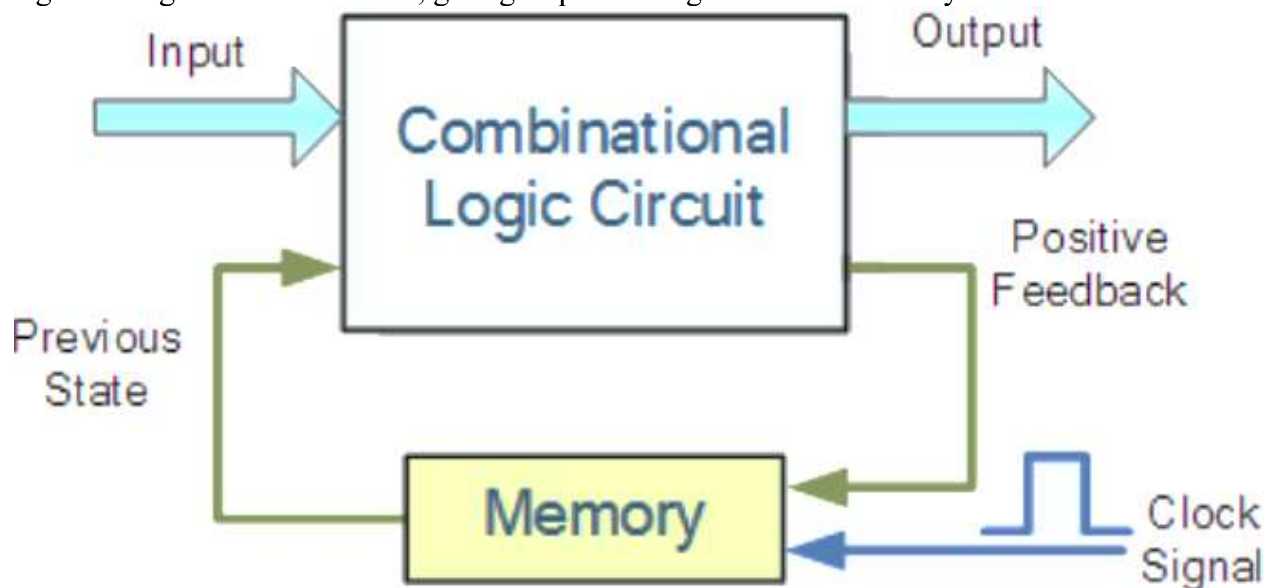 Input
Output
Combinational
Logic Circuit
Positive
Feedback
Previous
State
Memory
Clock
Signal